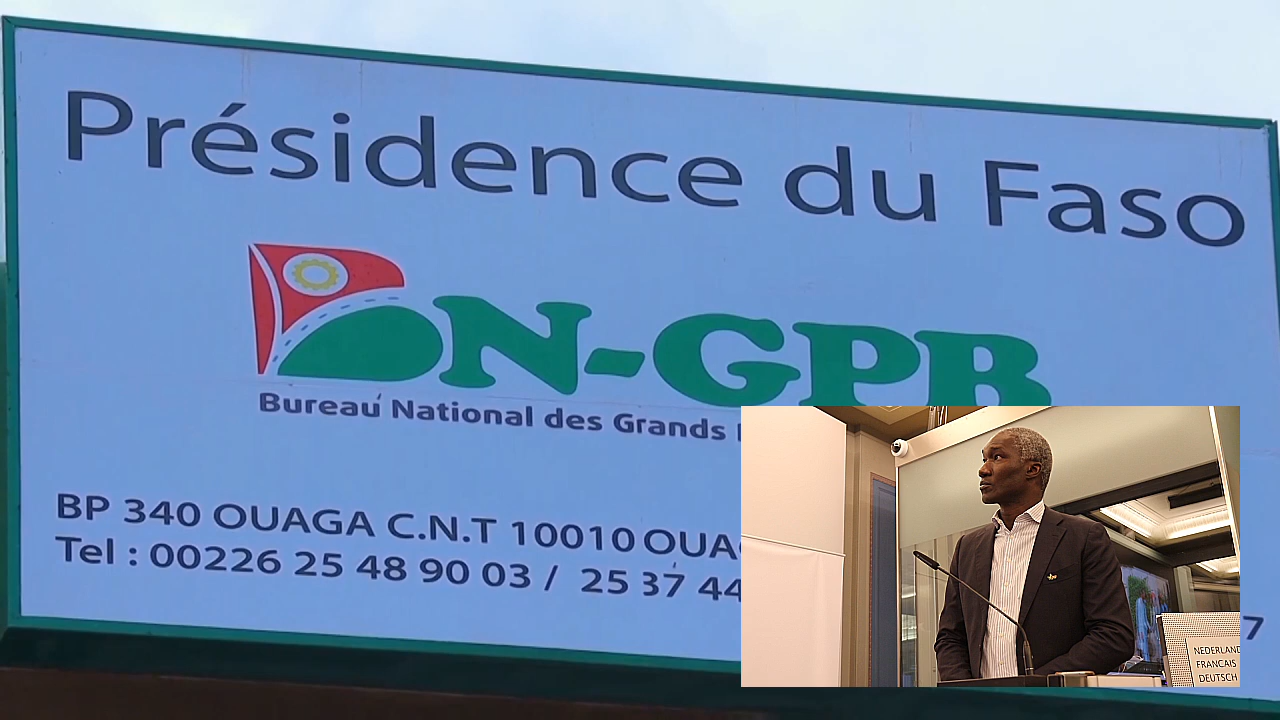 Présidence du Faso
BN-GPB
Bureau National des Grands
BP 340 OUAGA C.N.T 10010
Tel : 00226 25 48 90 03 / 25 37 44
7
NEDERLAND
FRANCAIS
DEUTSCH